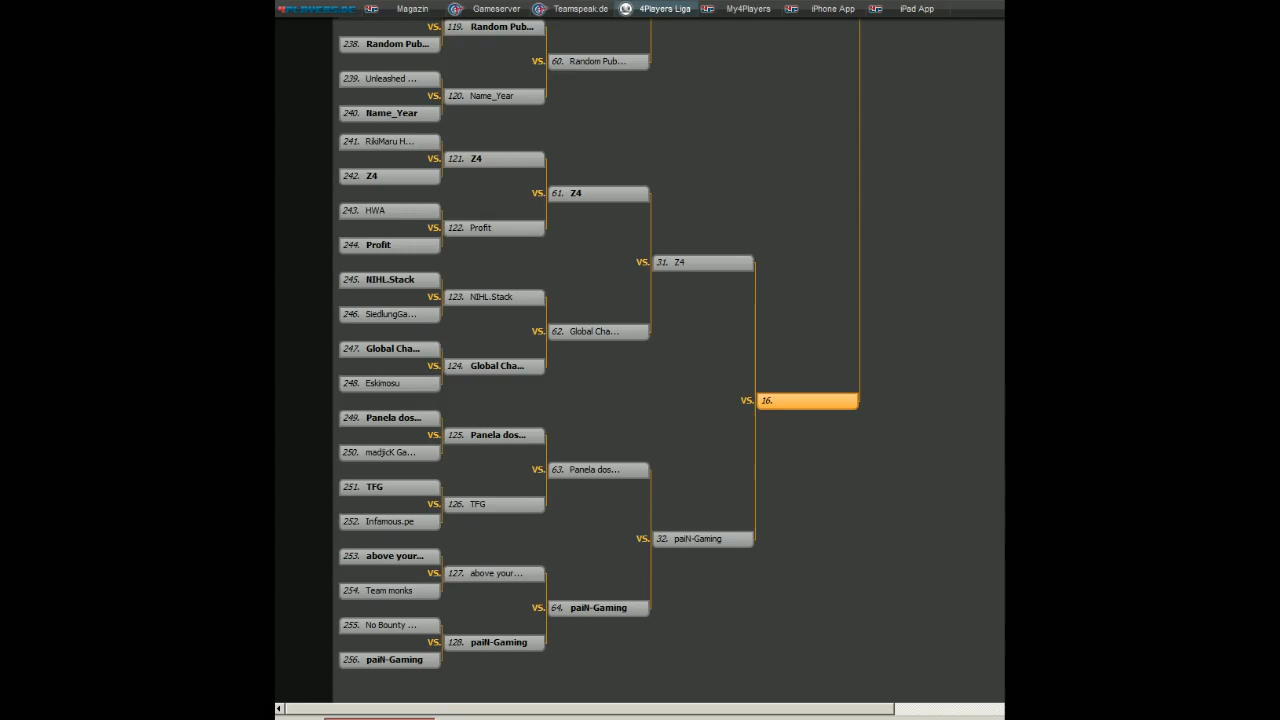 4PLAYERS.DE Magazin Gameserver Teamspeak.de 4Players Liga My4Players iPhone App iPad App
VS. 119. Random Pub...
238. Random Pub...
VS. 60. Random Pub...
239. Unleashed ...
VS. 120. Name_Year
240. Name_Year
241. RikiMaru H...
VS. 121. Z4
242. Z4
VS. 61. Z4
243. HWA
VS. 122. Profit
244. Profit
VS. 31. Z4
245. NIHL.Stack
VS. 123. NIHL.Stack
246. SiedlungGa...
VS. 62. Global Cha...
247. Global Cha...
VS. 124. Global Cha...
248. Eskimosu
VS. 16.
249. Panela dos...
VS. 125. Panela dos...
250. madjicK Ga...
VS. 63. Panela dos...
251. TFG
VS. 126. TFG
252. Infamous.pe
VS. 32. paiN-Gaming
253. above your...
VS. 127. above your...
254. Team monks
VS. 64. paiN-Gaming
255. No Bounty ...
VS. 128. paiN-Gaming
256. paiN-Gaming